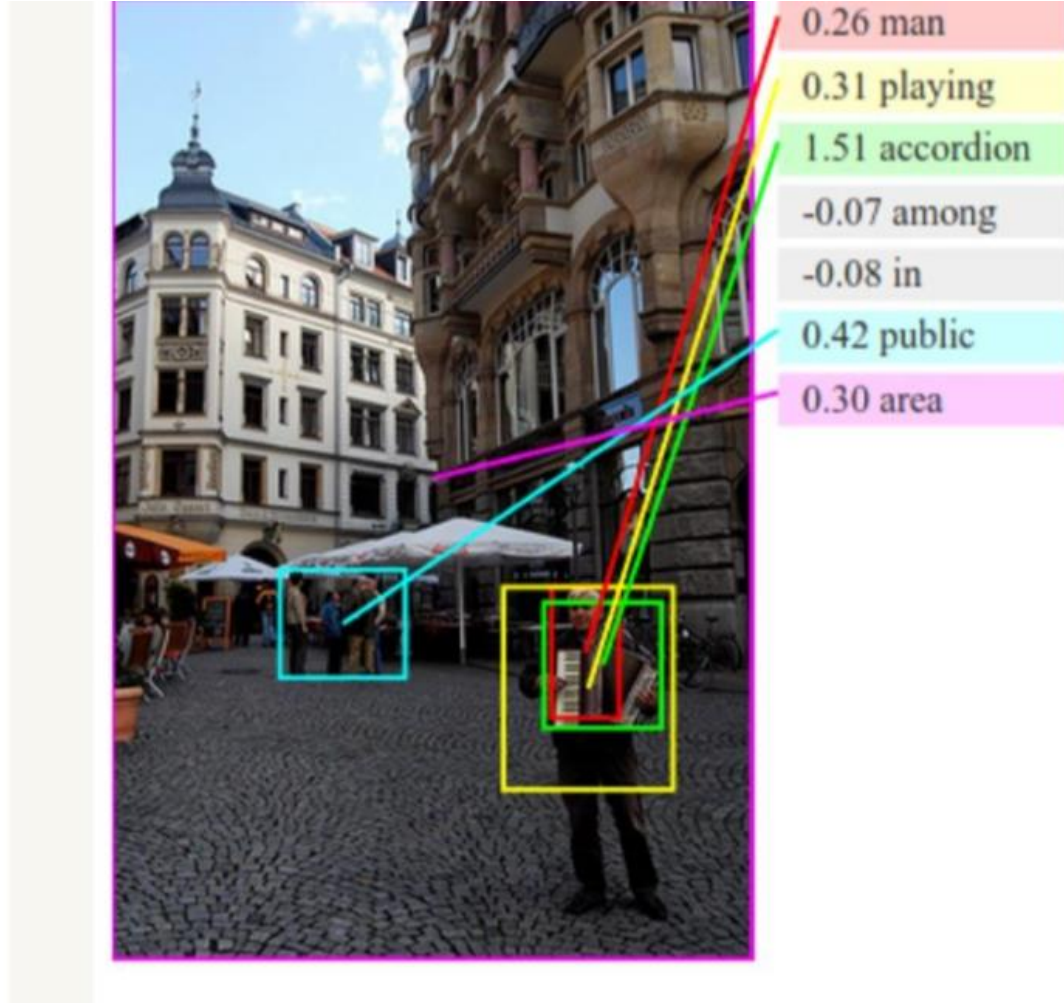 0.26 man
0.31 playing
1.51 accordion
-0.07 among
-0.08 in
0.42 public
0.30 area